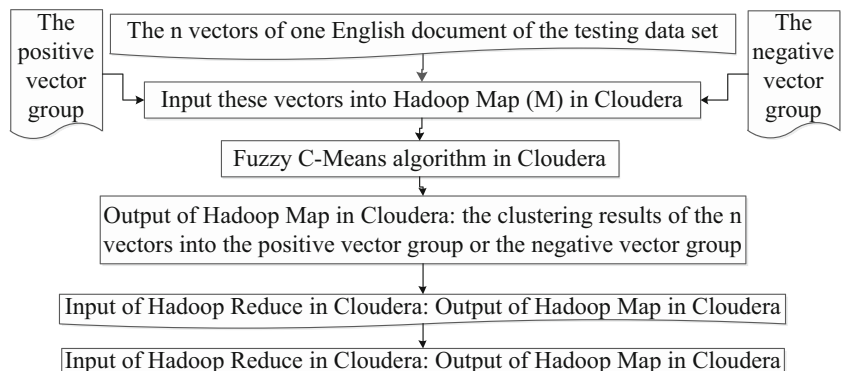 The
positive
vector
group
The n vectors of one English document of the testing data set
The
negative
vector
group
Input these vectors into Hadoop Map (M) in Cloudera
Fuzzy C-Means algorithm in Cloudera
Output of Hadoop Map in Cloudera: the clustering results of the n
vectors into the positive vector group or the negative vector group
Input of Hadoop Reduce in Cloudera: Output of Hadoop Map in Cloudera
Input of Hadoop Reduce in Cloudera: Output of Hadoop Map in Cloudera